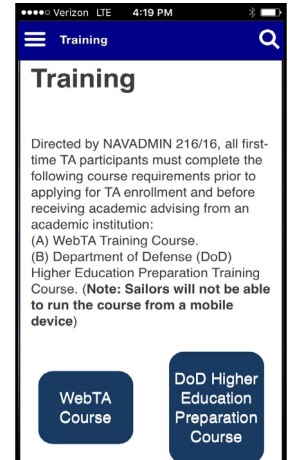 Verizon LTE 4:19 PM
Training
Training
Directed by NAVADMIN 216/16, all first-
time TA participants must complete the
following course requirements prior to
applying for TA enrollment and before
receiving academic advising from an
academic institution:
(A) WebTA Training Course.
(B) Department of Defense (DoD)
Higher Education Preparation Training
Course. (Note: Sailors will not be able
to run the course from a mobile
device)
WebTA
Course
DoD Higher
Education
Preparation
Course